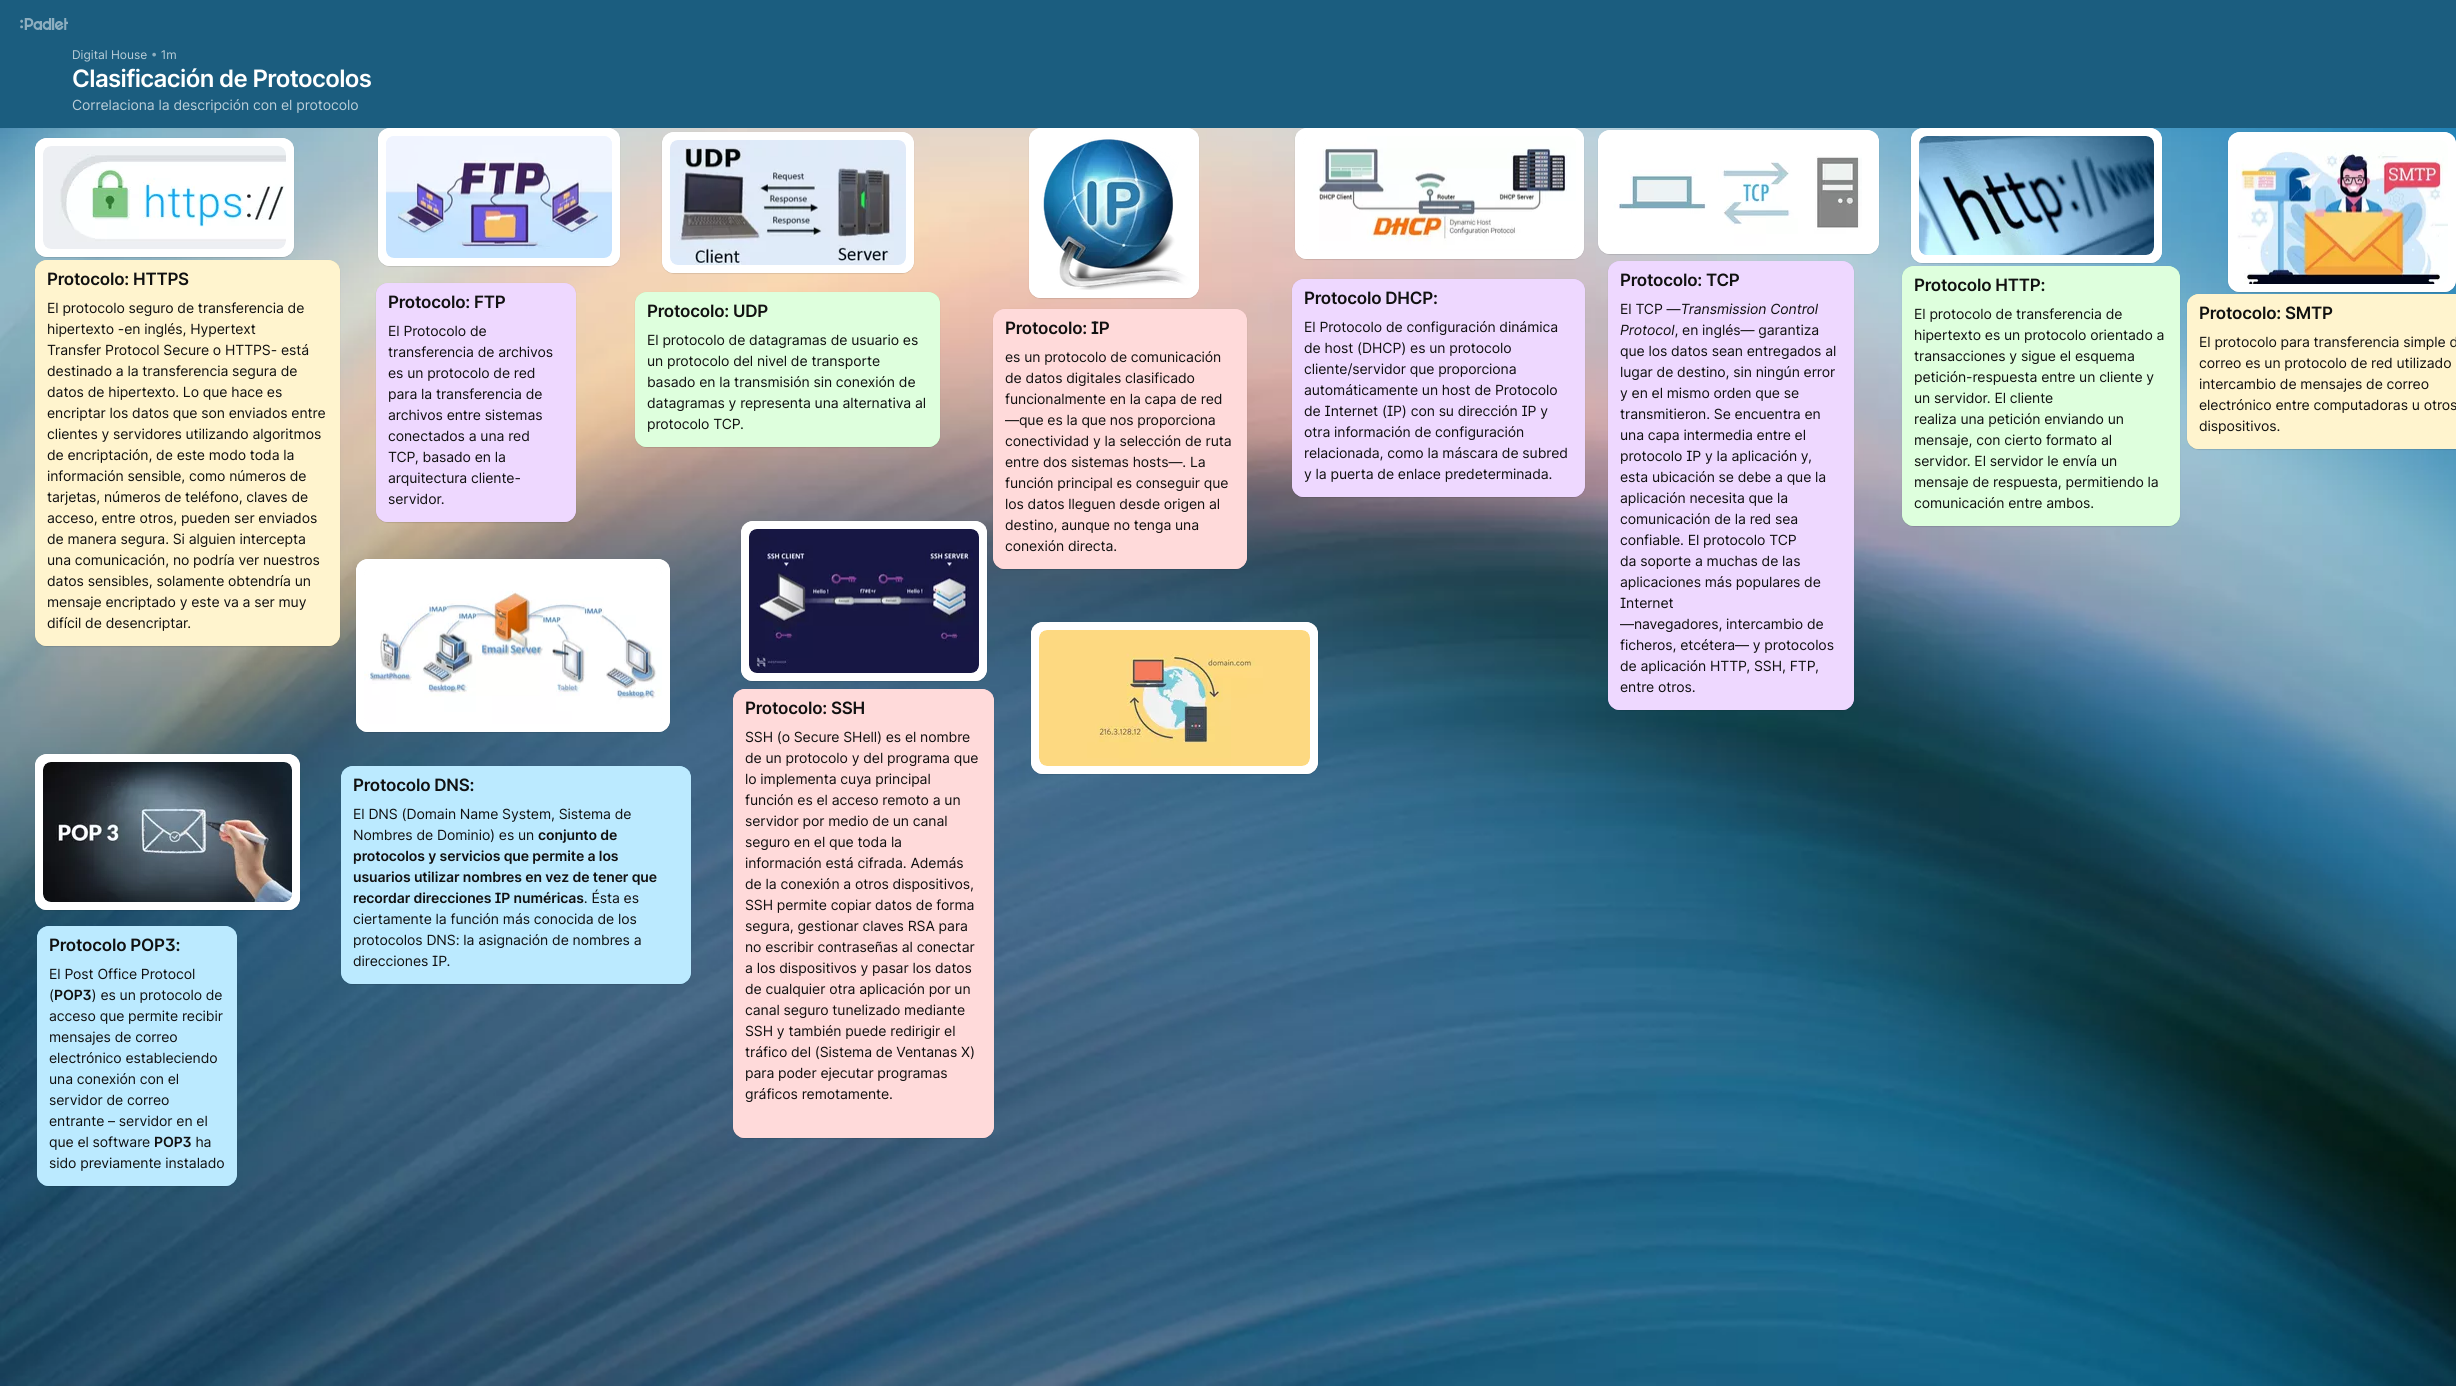 :Padlet
Digital House • 1m
Clasificación de Protocolos
Correlaciona la descripción con el protocolo
https://
Protocolo: HTTPS
El protocolo seguro de transferencia de
hipertexto -en inglés, Hypertext
Transfer Protocol Secure o HTTPS- está
destinado a la transferencia segura de
datos de hipertexto. Lo que hace es
encriptar los datos que son enviados entre
clientes y servidores utilizando algoritmos
de encriptación, de este modo toda la
información sensible, como números de
tarjetas, números de teléfono, claves de
acceso, entre otros, pueden ser enviados
de manera segura. Si alguien intercepta
una comunicación, no podría ver nuestros
datos sensibles, solamente obtendría un
mensaje encriptado y este va a ser muy
difícil de desencriptar.
FTP
Protocolo: FTP
El Protocolo de
transferencia de archivos
es un protocolo de red
para la transferencia de
archivos entre sistemas
conectados a una red
TCP, basado en la
arquitectura cliente-
servidor.
UDP
Request
Response
Response
Client
Server
Protocolo: UDP
El protocolo de datagramas de usuario es
un protocolo del nivel de transporte
basado en la transmisión sin conexión de
datagramas y representa una alternativa al
protocolo TCP.
IP
Protocolo: IP
es un protocolo de comunicación
de datos digitales clasificado
funcionalmente en la capa de red
—que es la que nos proporciona
conectividad y la selección de ruta
entre dos sistemas hosts—. La
función principal es conseguir que
los datos lleguen desde origen al
destino, aunque no tenga una
conexión directa.
DHCP Client
Router
DHCP Server
DHCP
Dynamic Host
Configuration Protocol
Protocolo DHCP:
El Protocolo de configuración dinámica
de host (DHCP) es un protocolo
cliente/servidor que proporciona
automáticamente un host de Protocolo
de Internet (IP) con su dirección IP y
otra información de configuración
relacionada, como la máscara de subred
y la puerta de enlace predeterminada.
TCP
Protocolo: TCP
El TCP —Transmission Control
Protocol, en inglés— garantiza
que los datos sean entregados al
lugar de destino, sin ningún error
y en el mismo orden que se
transmitieron. Se encuentra en
una capa intermedia entre el
protocolo IP y la aplicación y,
esta ubicación se debe a que la
aplicación necesita que la
comunicación de la red sea
confiable. El protocolo TCP
da soporte a muchas de las
aplicaciones más populares de
Internet
—navegadores, intercambio de
ficheros, etcétera— y protocolos
de aplicación HTTP, SSH, FTP,
entre otros.
http://www
Protocolo HTTP:
El protocolo de transferencia de
hipertexto es un protocolo orientado a
transacciones y sigue el esquema
petición-respuesta entre un cliente y
un servidor. El cliente
realiza una petición enviando un
mensaje, con cierto formato al
servidor. El servidor le envía un
mensaje de respuesta, permitiendo la
comunicación entre ambos.
SMTP
Protocolo: SMTP
El protocolo para transferencia simple d
correo es un protocolo de red utilizado
intercambio de mensajes de correo
electrónico entre computadoras u otros
dispositivos.
IMAP
IMAP
IMAP
IMAP
Email Server
SmartPhone
Desktop PC
Tablet
Desktop PC
SSH CLIENT
SSH SERVER
Hello !
Hello !
Protocolo: SSH
SSH (o Secure SHell) es el nombre
de un protocolo y del programa que
lo implementa cuya principal
función es el acceso remoto a un
servidor por medio de un canal
seguro en el que toda la
información está cifrada. Además
de la conexión a otros dispositivos,
SSH permite copiar datos de forma
segura, gestionar claves RSA para
no escribir contraseñas al conectar
a los dispositivos y pasar los datos
de cualquier otra aplicación por un
canal seguro tunelizado mediante
SSH y también puede redirigir el
tráfico del (Sistema de Ventanas X)
para poder ejecutar programas
gráficos remotamente.
domain.com
216.3.128.12
POP 3
Protocolo POP3:
El Post Office Protocol
(POP3) es un protocolo de
acceso que permite recibir
mensajes de correo
electrónico estableciendo
una conexión con el
servidor de correo
entrante – servidor en el
que el software POP3 ha
sido previamente instalado
Protocolo DNS:
El DNS (Domain Name System, Sistema de
Nombres de Dominio) es un conjunto de
protocolos y servicios que permite a los
usuarios utilizar nombres en vez de tener que
recordar direcciones IP numéricas. Ésta es
ciertamente la función más conocida de los
protocolos DNS: la asignación de nombres a
direcciones IP.